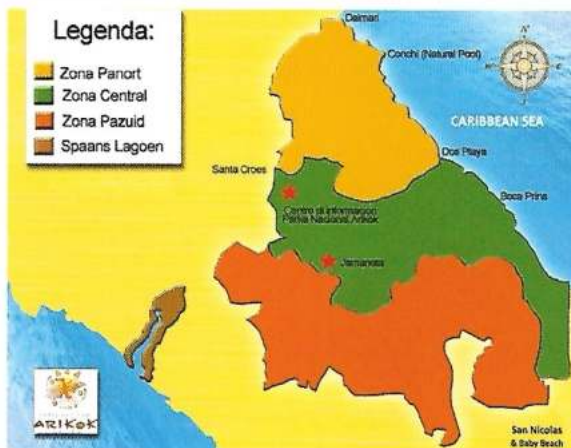 Legenda:
Zona Panort
Zona Central
Zona Pazuid
Spaans Lagoen
Daimari
Conchi (Natural Pool)
N
CARIBBEAN SEA
Dos Playa
Santa Croes
Boca Prins
Centro di Informacion
Parke Nacional Arikok
Jamanota
ARIKOK
San Nicolas
& Baby Beach